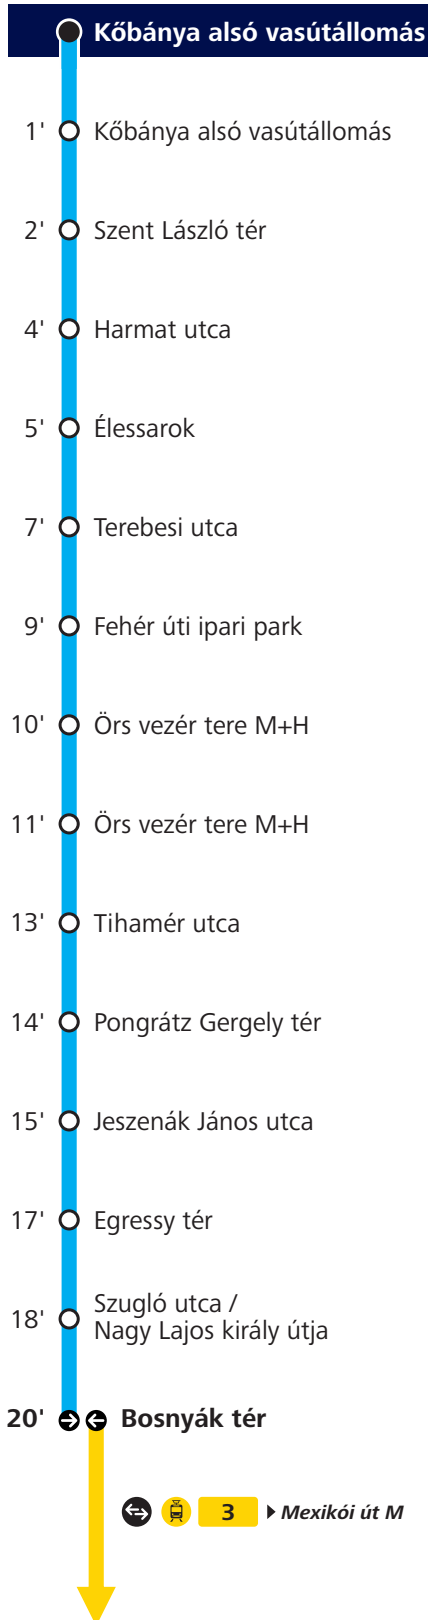 Kőbánya alsó vasútállomás
1' Kőbánya alsó vasútállomás
2' Szent László tér
4' Harmat utca
5' Élessarok
7' Terebesi utca
9' Fehér úti ipari park
10' Örs vezér tere M+H
11' Örs vezér tere M+H
13' Tihamér utca
14' Pongrátz Gergely tér
15' Jeszenák János utca
17' Egressy tér
18' Szugló utca /
Nagy Lajos király útja
20' Bosnyák tér
3 Mexikói út M